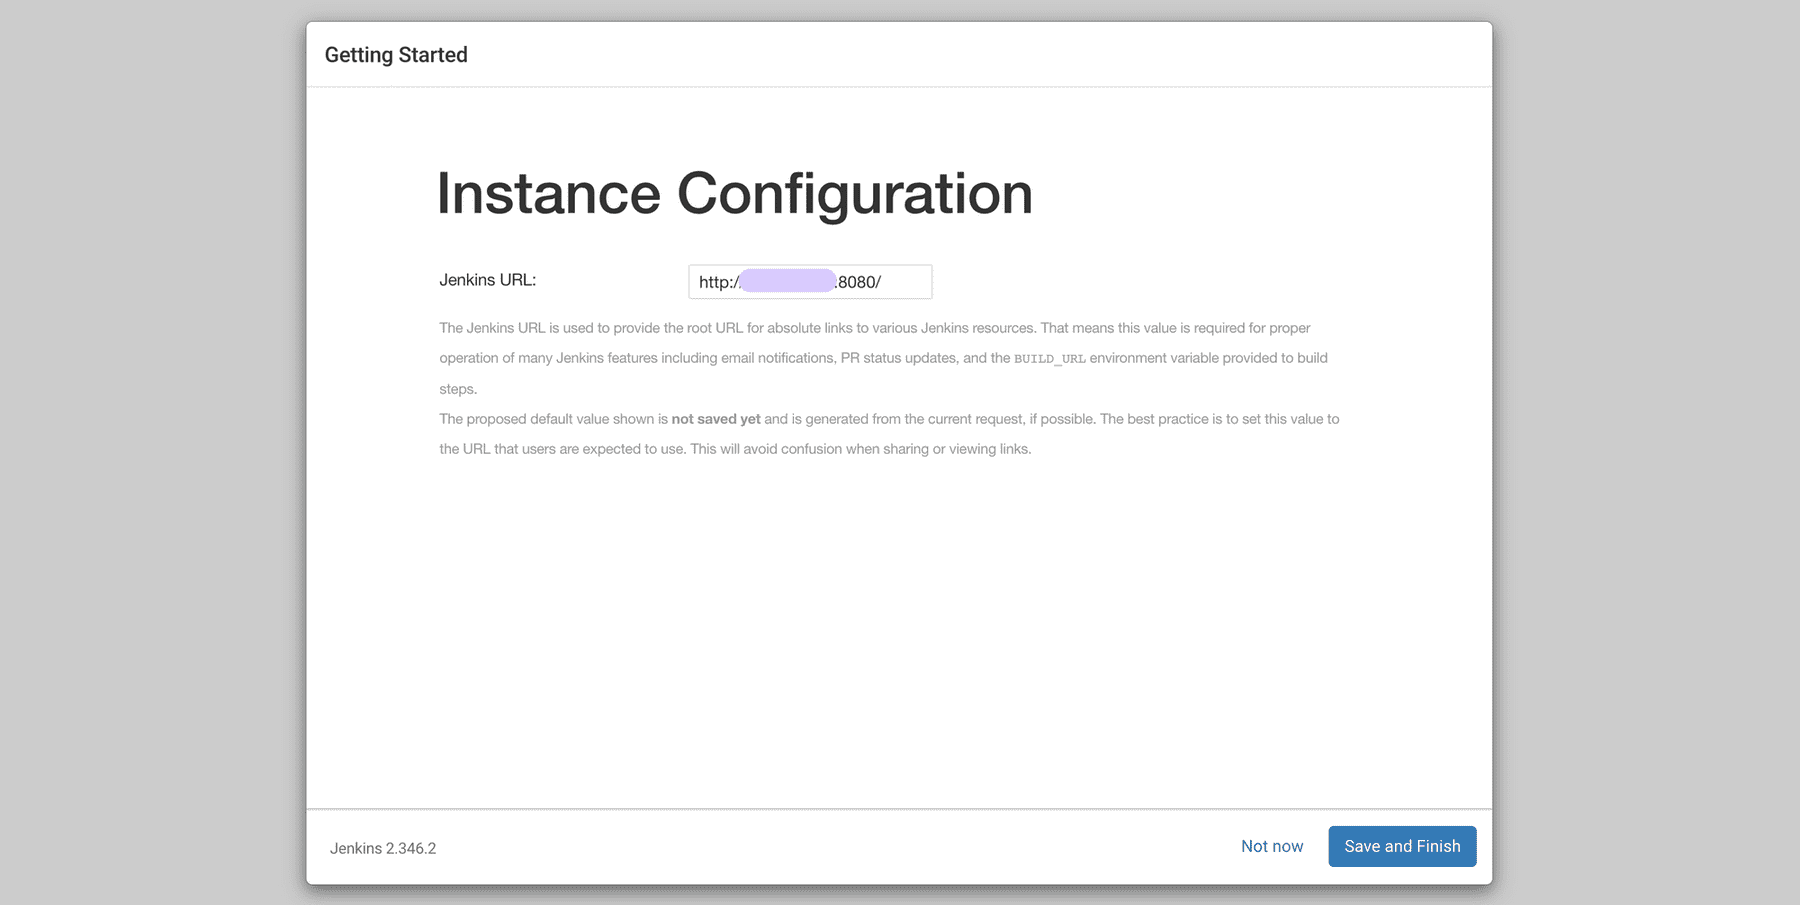 Getting Started
Instance Configuration
Jenkins URL:
http:/ :8080/
The Jenkins URL is used to provide the root URL for absolute links to various Jenkins resources. That means this value is required for proper
operation of many Jenkins features including email notifications, PR status updates, and the BUILD_URL environment variable provided to build
steps.
The proposed default value shown is not saved yet and is generated from the current request, if possible. The best practice is to set this value to
the URL that users are expected to use. This will avoid confusion when sharing or viewing links.
Jenkins 2.346.2
Not now
Save and Finish